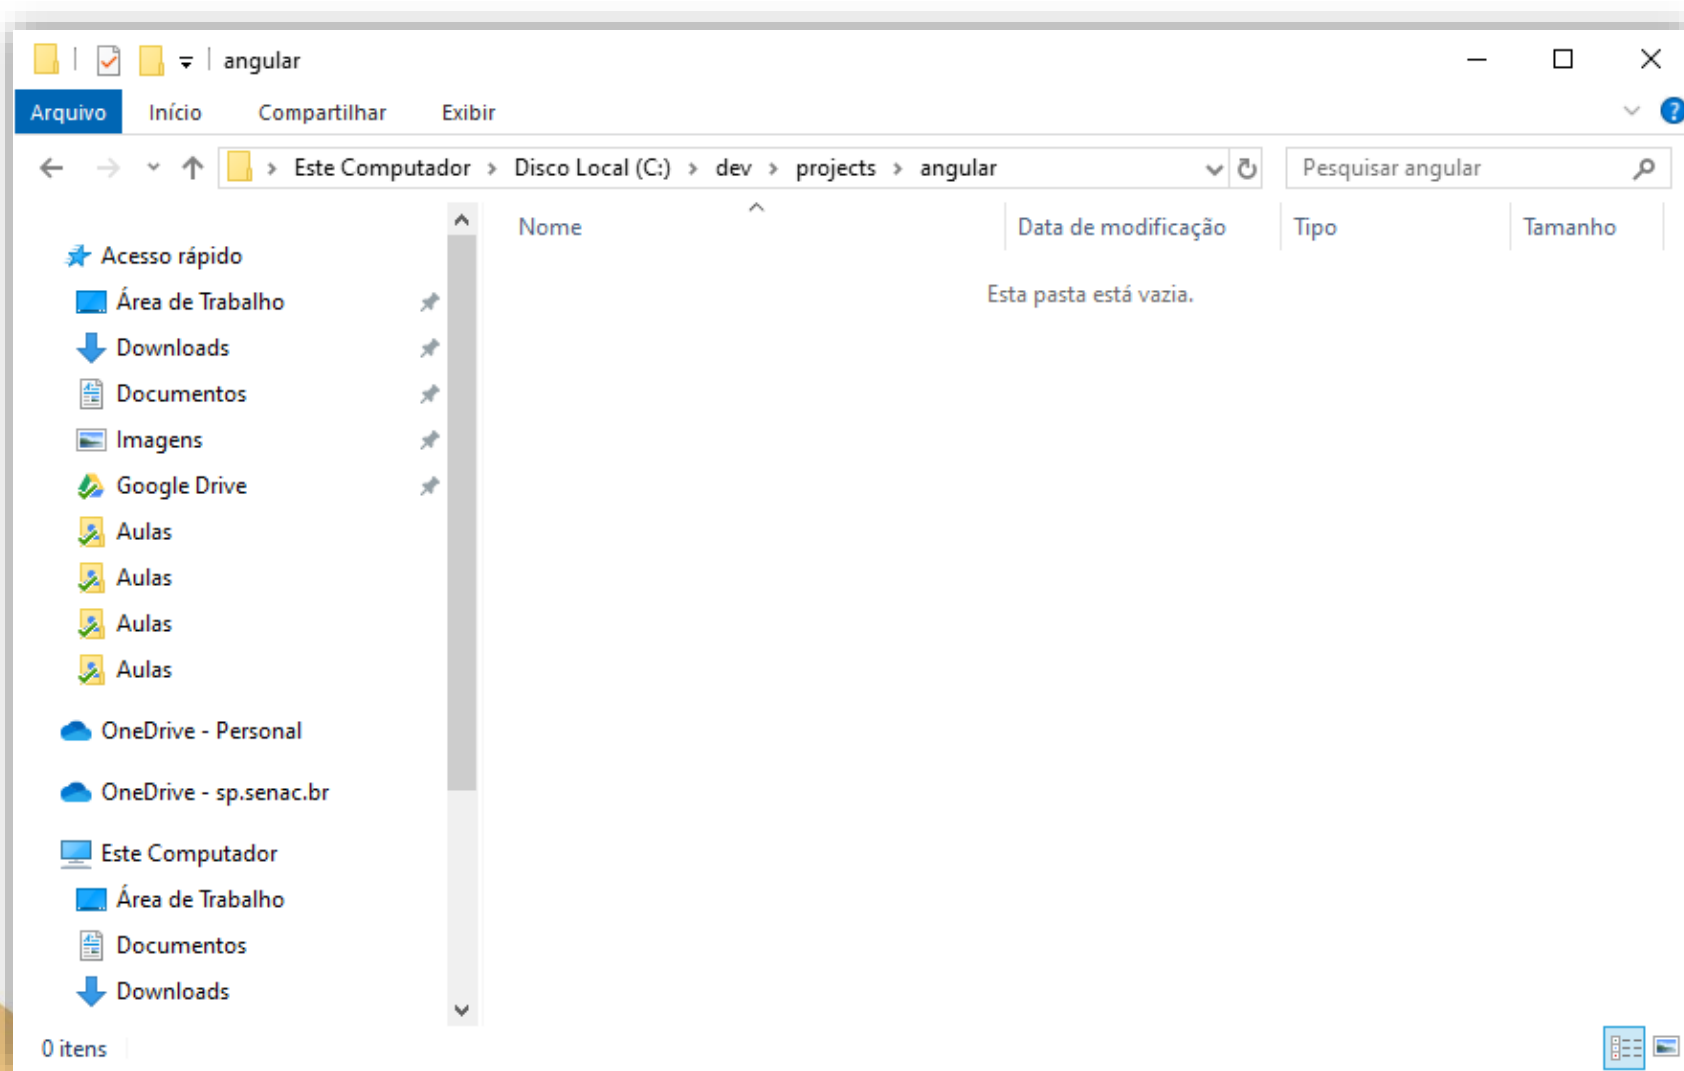 angular
Arquivo Início Compartilhar Exibir ?
Este Computador > Disco Local (C:) > dev > projects > angular Pesquisar angular
Nome Data de modificação Tipo Tamanho
Esta pasta está vazia.
Acesso rápido
Área de Trabalho
Downloads
Documentos
Imagens
Google Drive
Aulas
Aulas
Aulas
Aulas
OneDrive - Personal
OneDrive - sp.senac.br
Este Computador
Área de Trabalho
Documentos
Downloads
0 itens